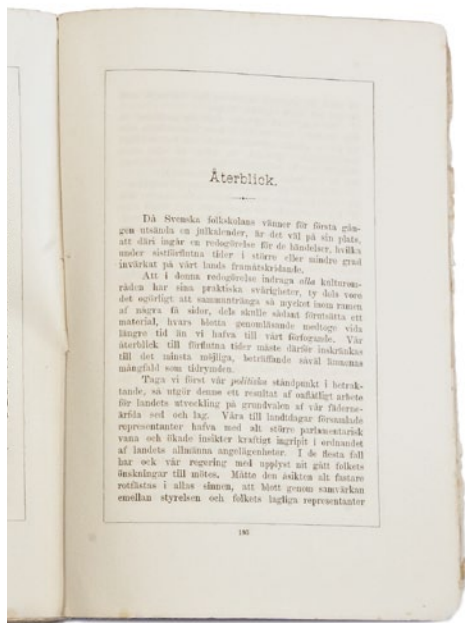 Återblick.
Då Svenska folkskolans vänner för första gån-
gen utsända en julkalender, är det väl på sin plats,
att däri ingår en redogörelse för de händelser, hvilka
under sistförflutna tider i större eller mindre grad
invärkat på vårt lands framåtskridande.
Att i denna redogörelse indraga alla kulturom-
råden har sina praktiska svårigheter, ty dels vore
det ogörligt att sammantränga så mycket inom ramen
af några få sidor, dels skulle sådant förutsätta ett
material, hvars blotta genomläsande medtoge vida
längre tid än vi hafva till vårt förfogande. Vår
återblick till förflutna tider måste därför inskränkas
till det minsta möjliga, beträffande såväl ämnenas
mångfald som tidrymden.
Taga vi först vår politiska ståndpunkt i betrak-
tande, så utgör denna ett resultat af oaflåtligt arbete
för landets utveckling på grundvalen af vår fäderne-
ärfda sed och lag. Våra till landtdagar församlade
representanter hafva med alt större parlamentarisk
vana och ökade insikter kraftigt ingripit i ordnandet
af landets allmänna angelägenheter. I de flesta fall
har ock vår regering med upplyst nit gått folkets
önskningar till mötes. Måtte den åsikten alt fastare
rotfästas i allas sinnen, att blott genom samvärkan
emellan styrelsen och folkets lagliga representanter